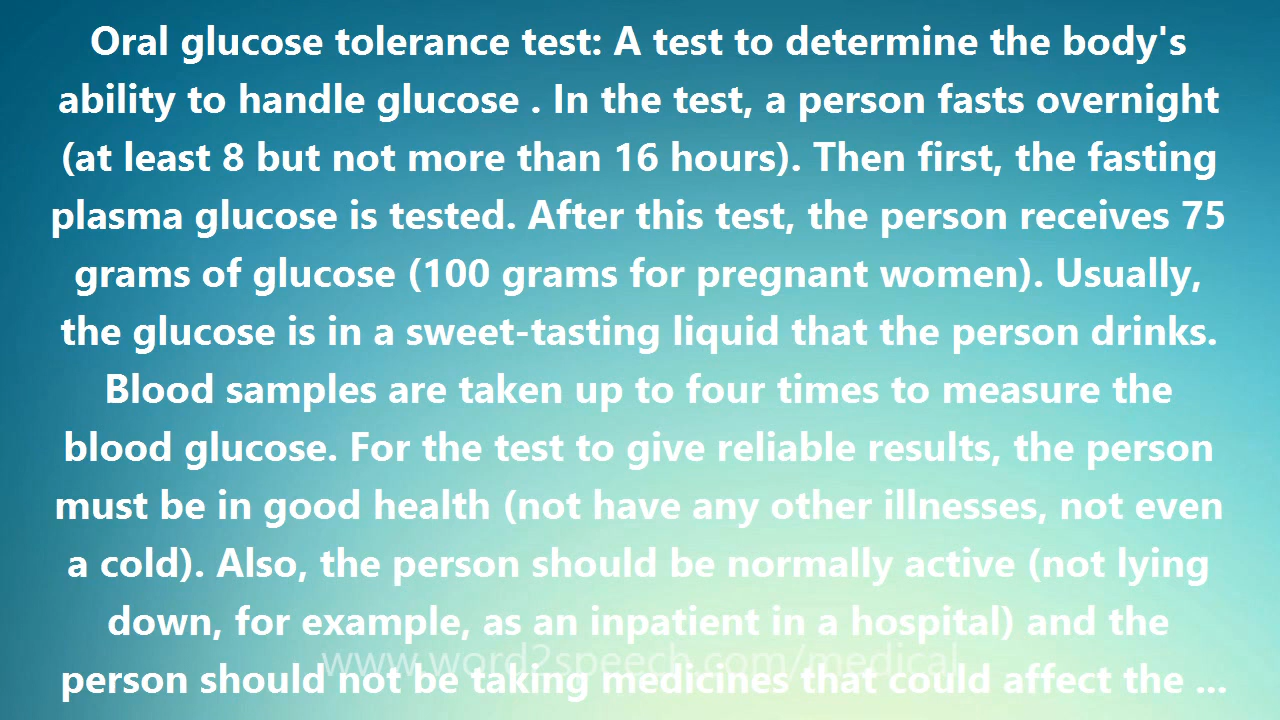 Oral glucose tolerance test: A test to determine the body's
ability to handle glucose . In the test, a person fasts overnight
(at least 8 but not more than 16 hours). Then first, the fasting
plasma glucose is tested. After this test, the person receives 75
grams of glucose (100 grams for pregnant women). Usually,
the glucose is in a sweet-tasting liquid that the person drinks.
Blood samples are taken up to four times to measure the
blood glucose. For the test to give reliable results, the person
must be in good health (not have any other illnesses, not even
a cold). Also, the person should be normally active (not lying
down, for example, as an inpatient in a hospital) and the
www.word2speech.com/medical
person should not be taking medicines that could affect the ...